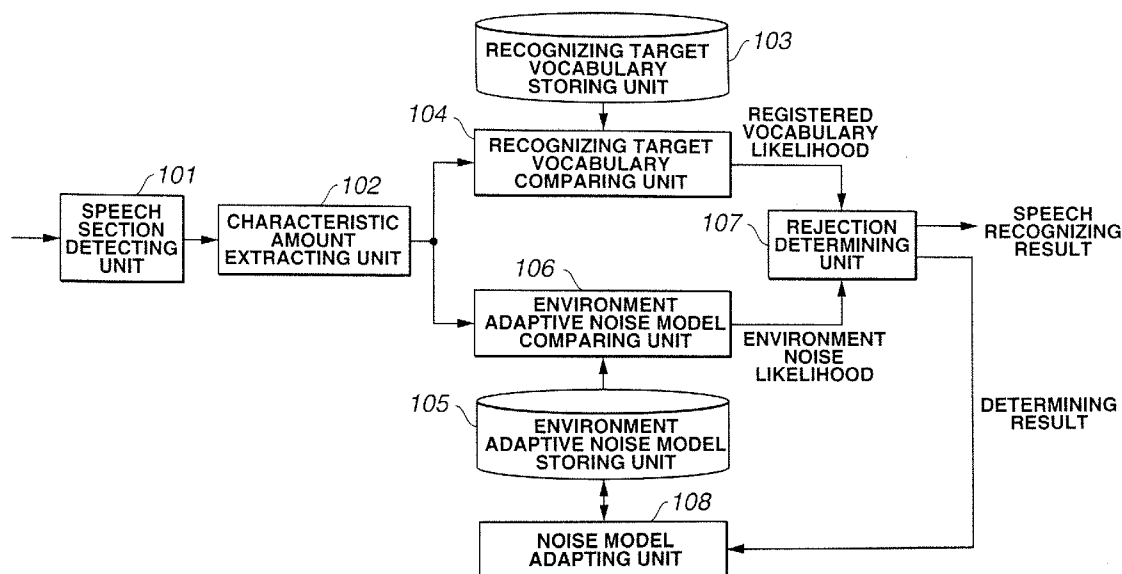 103
RECOGNIZING TARGET
VOCABULARY
STORING UNIT
104
RECOGNIZING TARGET
VOCABULARY
COMPARING UNIT
REGISTERED
VOCABULARY
LIKELIHOOD
101
SPEECH
SECTION
DETECTING
UNIT
102
CHARACTERISTIC
AMOUNT
EXTRACTING UNIT
107
REJECTION
DETERMINING
UNIT
SPEECH
RECOGNIZING
RESULT
106
ENVIRONMENT
ADAPTIVE NOISE MODEL
COMPARING UNIT
ENVIRONMENT
NOISE
LIKELIHOOD
105
ENVIRONMENT
ADAPTIVE NOISE MODEL
STORING UNIT
DETERMINING
RESULT
108
NOISE MODEL
ADAPTING UNIT